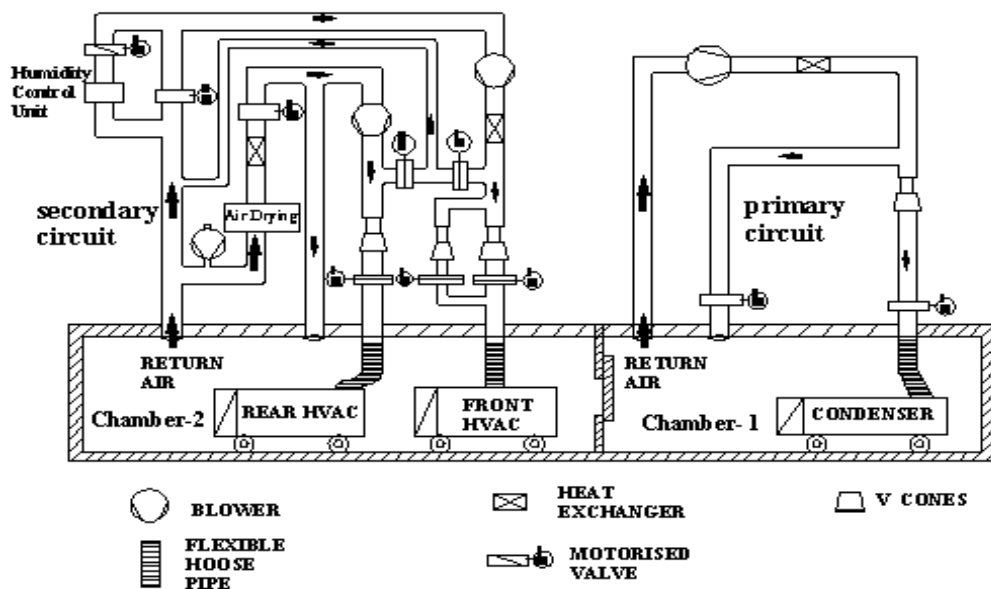 Humidity
Control
Unit
secondary
circuit
Air Drying
primary
circuit
RETURN
AIR
Chamber-2
REAR HVAC
FRONT
HVAC
RETURN
AIR
Chamber- 1
CONDENSER
BLOWER
HEAT
EXCHANGER
V CONES
FLEXIBLE
HOOSE
PIPE
MOTORISED
VALVE